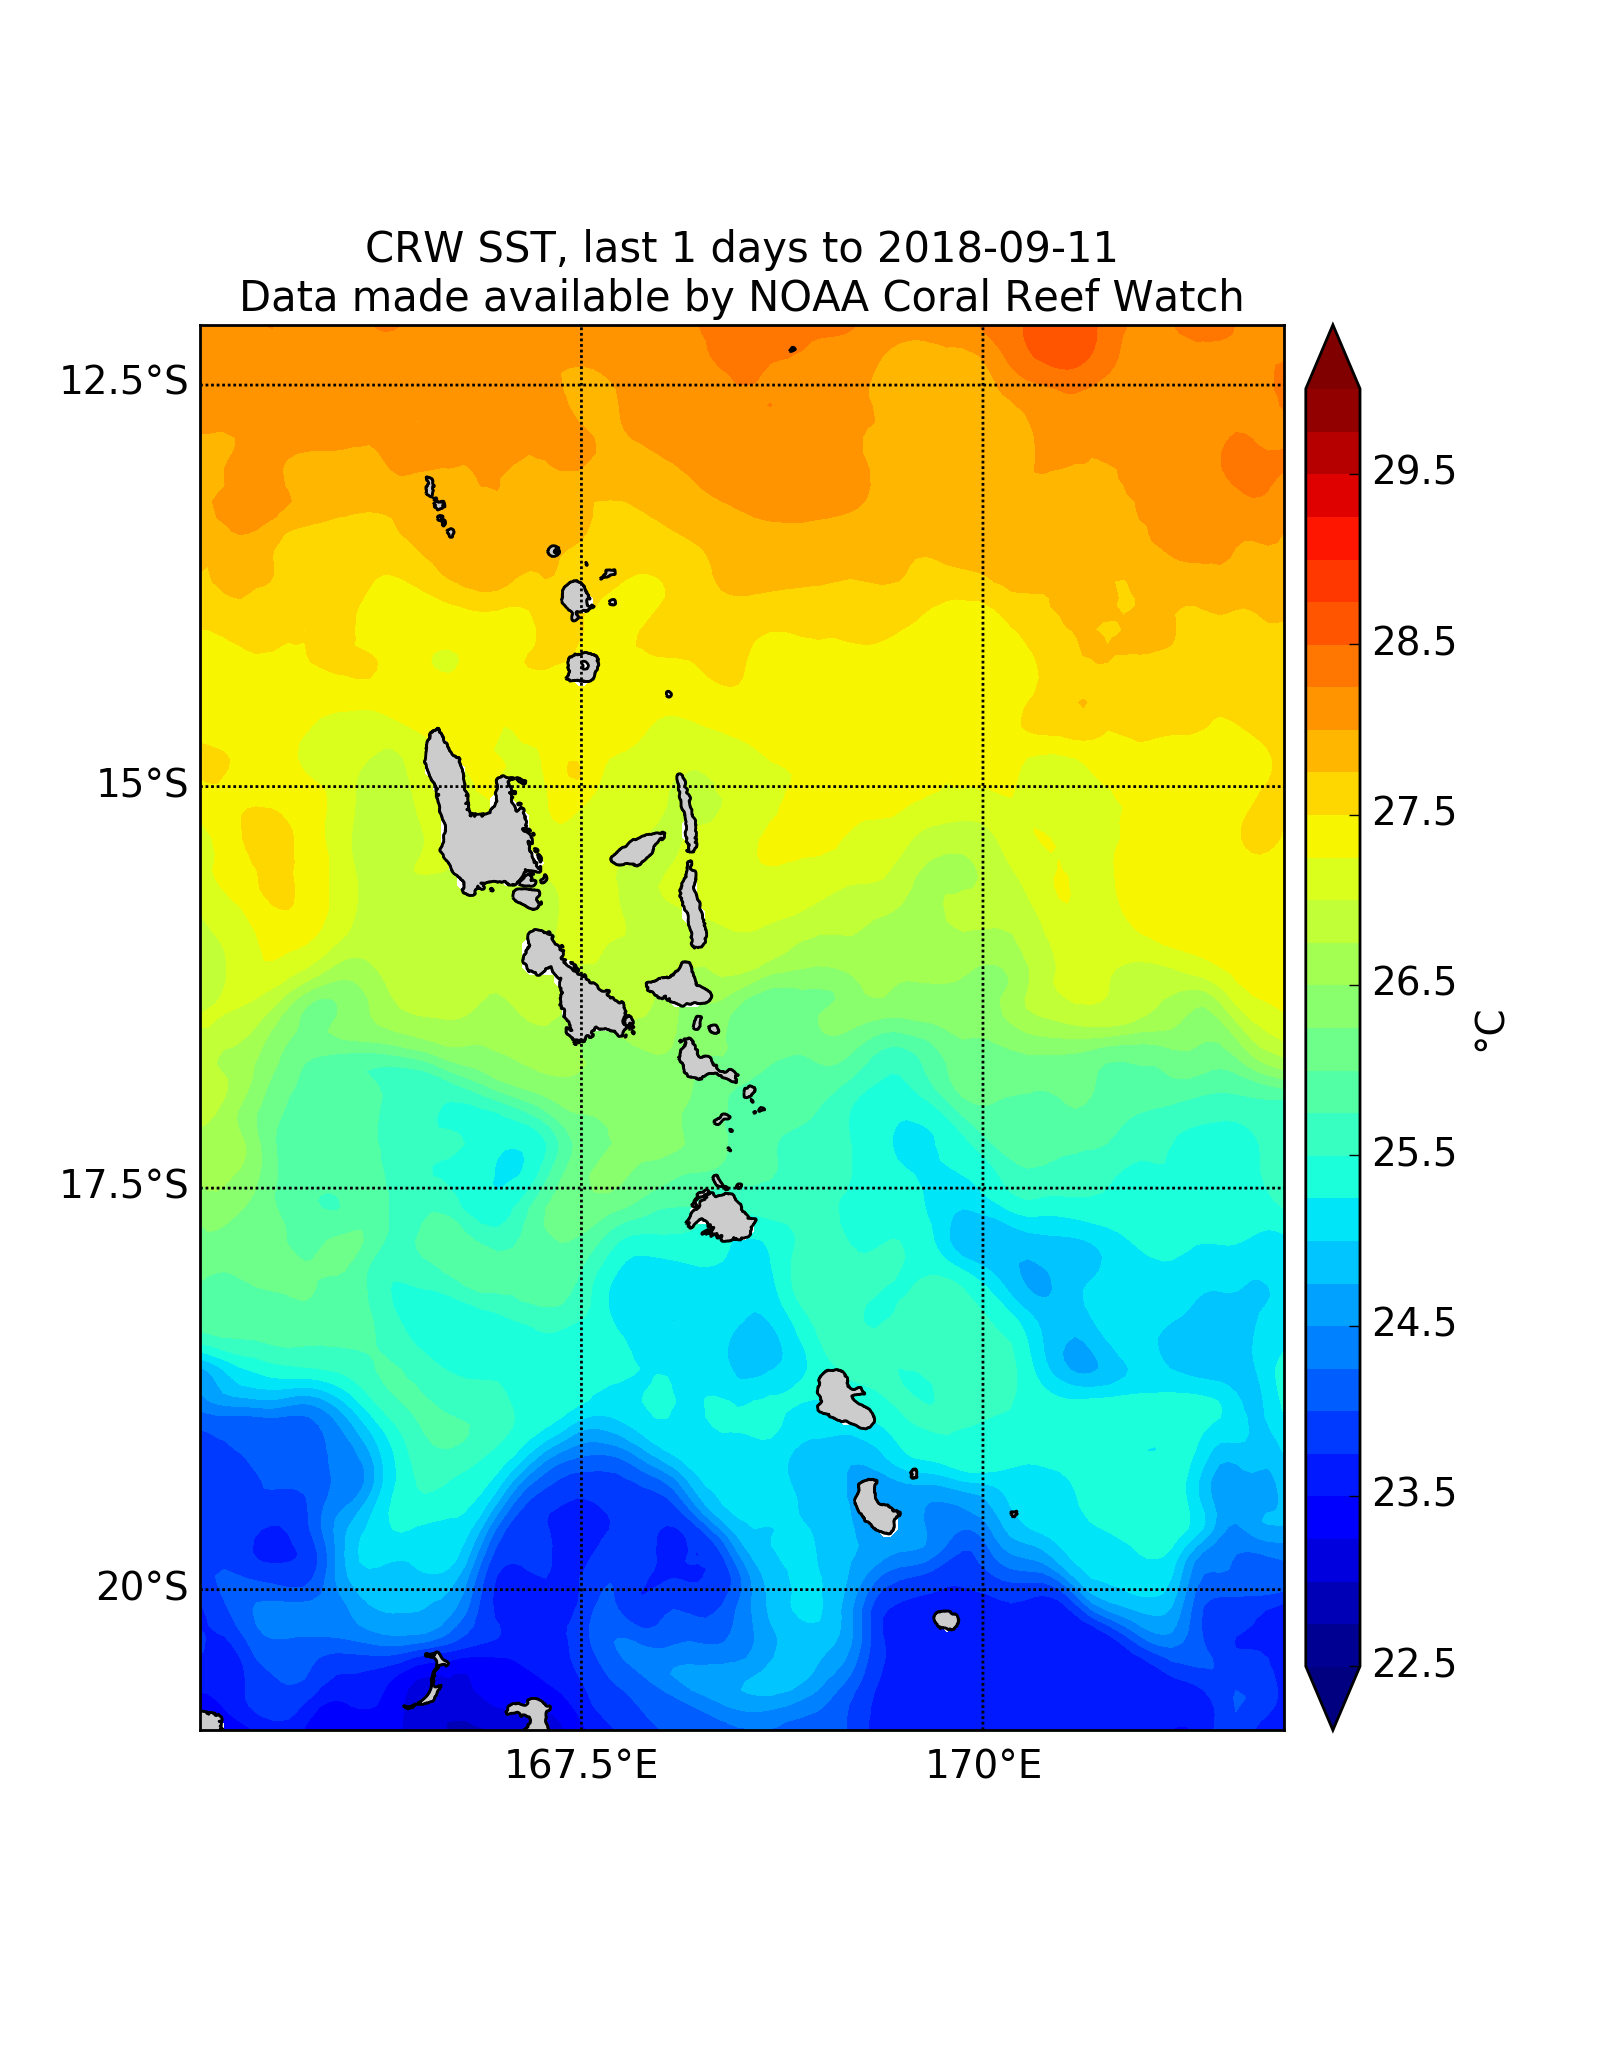 CRW SST, last 1 days to 2018-09-11
Data made available by NOAA Coral Reef Watch
12.5°S
15°S
17.5°S
20°S
167.5°E
170°E
29.5
28.5
27.5
26.5
25.5
24.5
23.5
22.5
°C